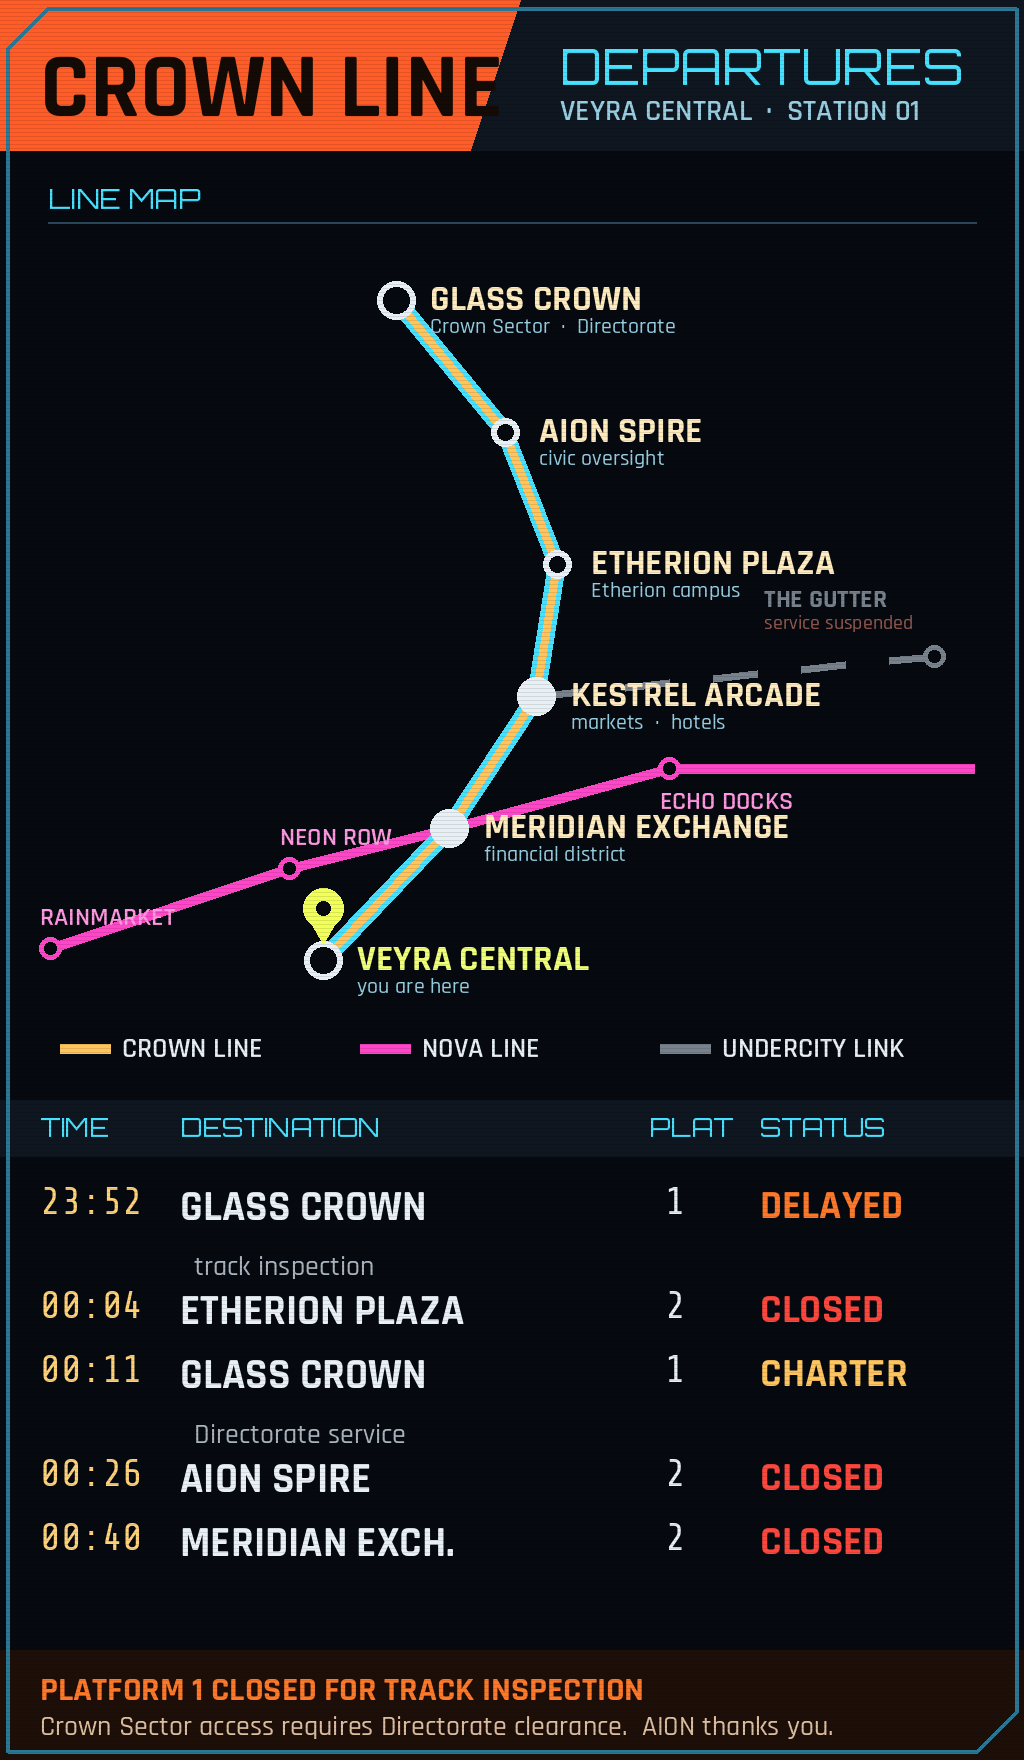 CROWN LINE
DEPARTURES
VEYRA CENTRAL · STATION 01
LINE MAP
GLASS CROWN
Crown Sector · Directorate
AION SPIRE
civic oversight
ETHERION PLAZA
Etherion campus
THE GUTTER
service suspended
KESTREL ARCADE
markets · hotels
ECHO DOCKS
MERIDIAN EXCHANGE
financial district
NEON ROW
RAINMARKET
VEYRA CENTRAL
you are here
CROWN LINE NOVA LINE UNDERCITY LINK
TIME DESTINATION PLAT STATUS
23:52 GLASS CROWN 1 DELAYED
track inspection
00:04 ETHERION PLAZA 2 CLOSED
00:11 GLASS CROWN 1 CHARTER
Directorate service
00:26 AION SPIRE 2 CLOSED
00:40 MERIDIAN EXCH. 2 CLOSED
PLATFORM 1 CLOSED FOR TRACK INSPECTION
Crown Sector access requires Directorate clearance. AION thanks you.